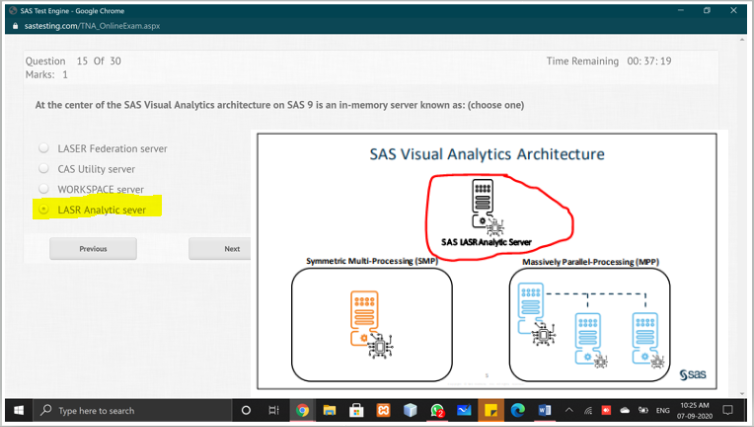 SAS Test Engine - Google Chrome
sastesting.com/TNA_OnlineExam.aspx
Question 15 Of 30
Time Remaining 00: 37: 19
Marks: 1
At the center of the SAS Visual Analytics architecture on SAS 9 is an in-memory server known as: (choose one)
LASER Federation server
CAS Utility server
WORKSPACE server
LASR Analytic sever
Previous
Next
SAS Visual Analytics Architecture
SAS LASR Analytic Server
Symmetric Multi-Processing (SMP)
Massively Parallel-Processing (MPP)
sas
Type here to search
ENG
10:25 AM
07-09-2020